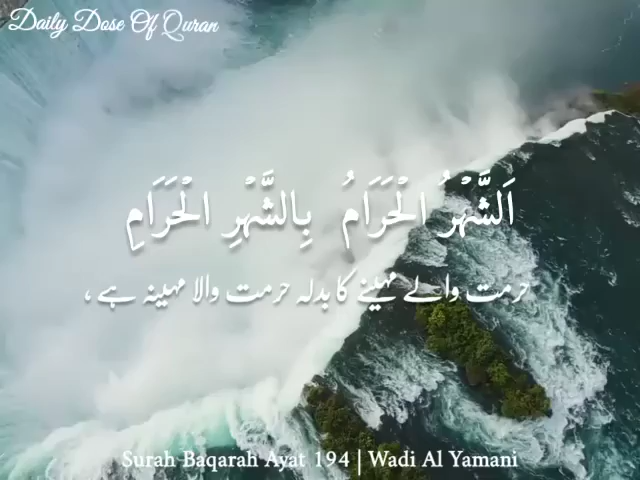 Daily Dose Of Quran
اَلشَّهْرُ الْحَرَامُ بِالشَّهْرِ الْحَرَامِ
حرمت والے مہینے کا بدلہ حرمت والا مہینہ ہے ،
Surah Baqarah Ayat 194 | Wadi Al Yamani